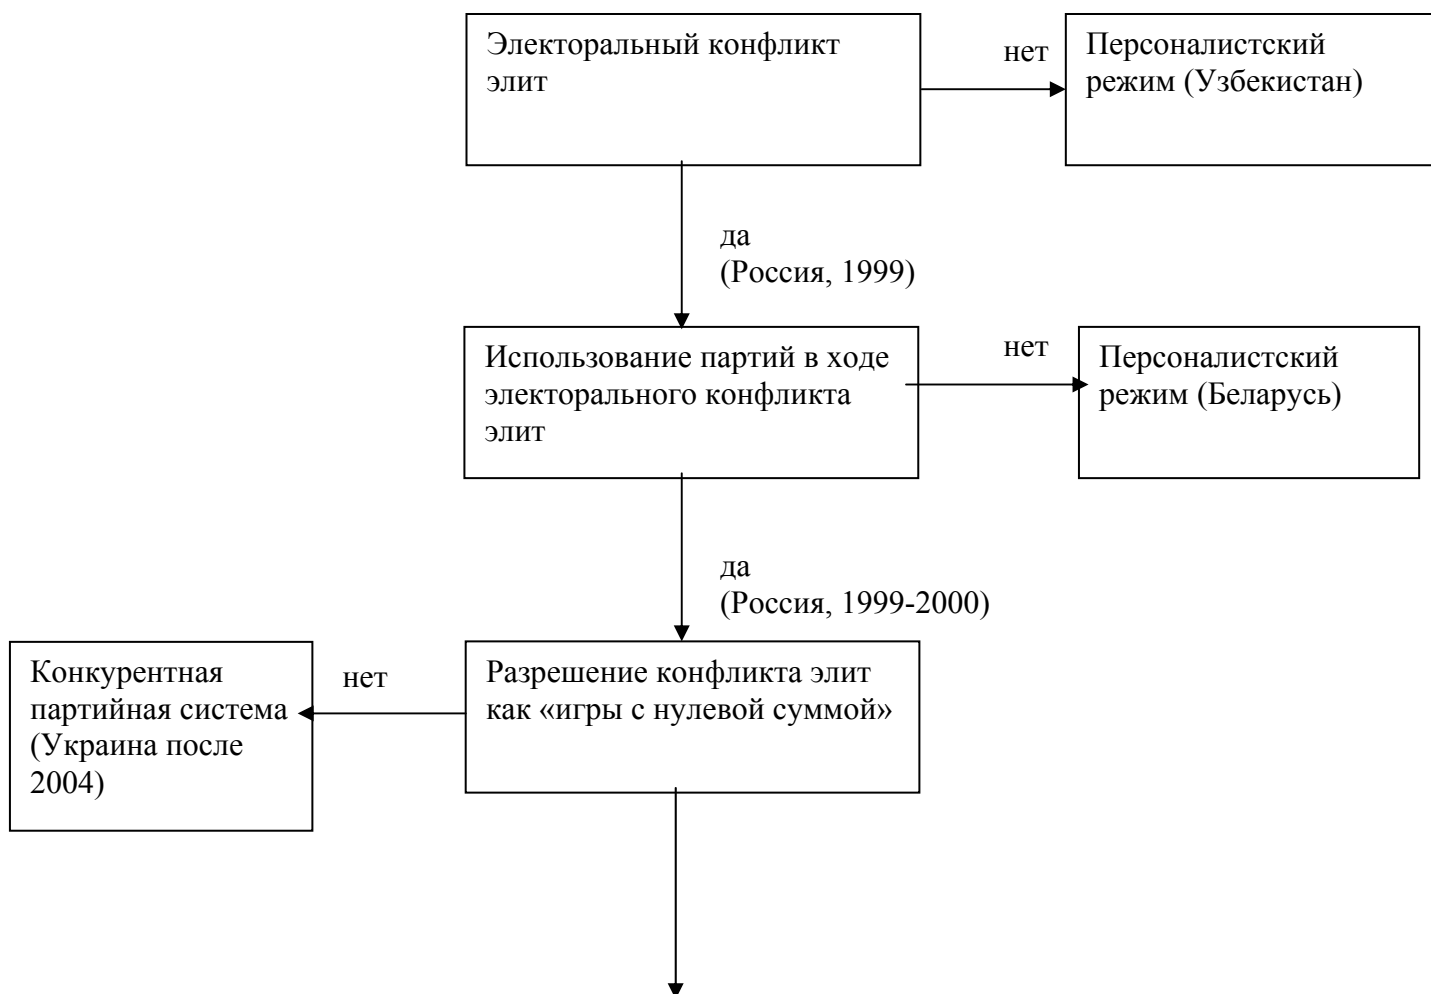 Электоральный конфликт
элит
нет
Персоналистский
режим (Узбекистан)
да
(Россия, 1999)
Использование партий в ходе
электорального конфликта
элит
нет
Персоналистский
режим (Беларусь)
да
(Россия, 1999-2000)
Разрешение конфликта элит
как «игры с нулевой суммой»
нет
Конкурентная
партийная система
(Украина после
2004)